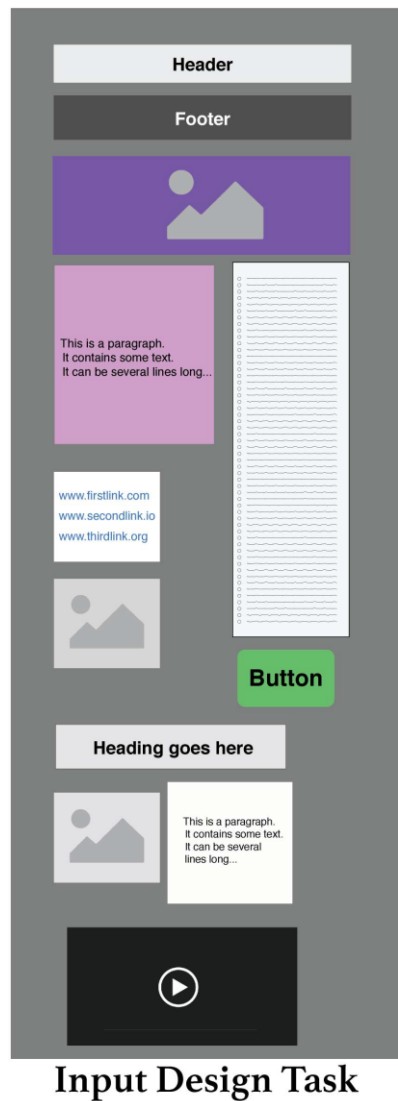 Header
Footer
This is a paragraph.
It contains some text.
It can be several lines long...
www.firstlink.com
www.secondlink.io
www.thirdlink.org
Button
Heading goes here
This is a paragraph.
It contains some text.
It can be several
lines long...
Input Design Task